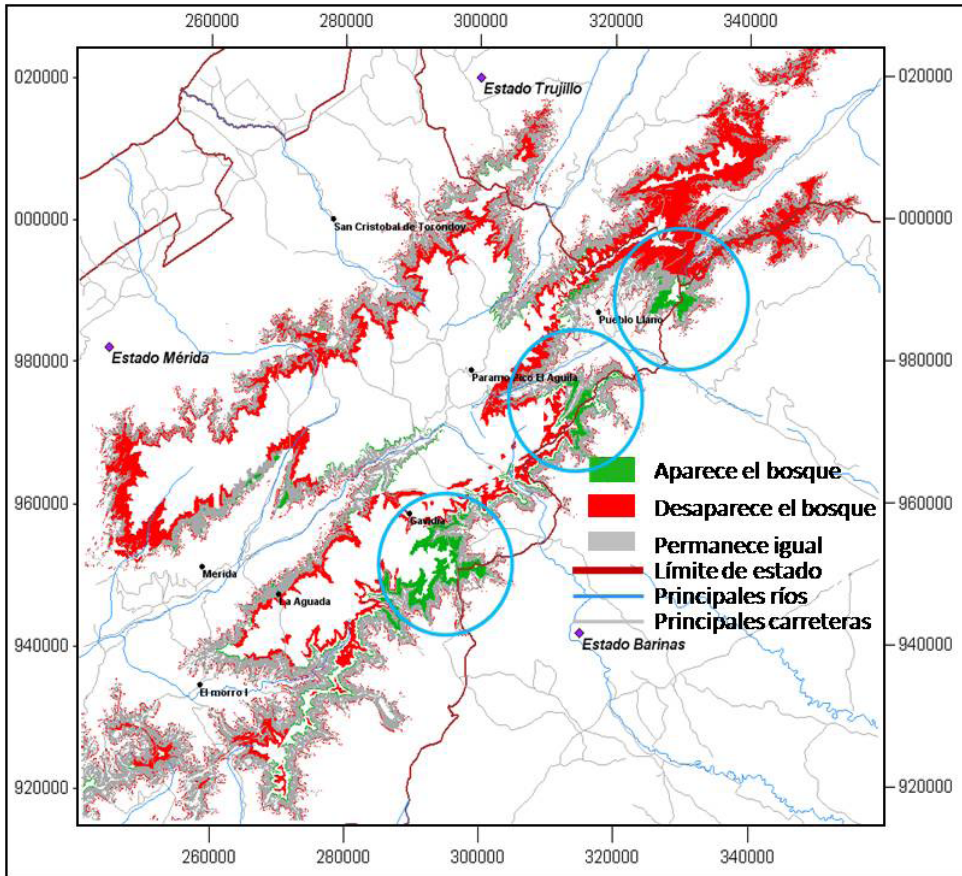 260000 280000 300000 320000 340000
020000 020000
Estado Trujillo
000000 000000
San Cristobal de Torondoy
Pueblo Llano
980000 980000
Estado Mérida
Paramo Pico El Aguila
Aparece el bosque
Desaparece el bosque
960000 960000
Gavidia
Permanece igual
Límite de estado
Merida
Principales ríos
La Aguada
Principales carreteras
940000 940000
Estado Barinas
El morro I
920000 920000
260000 280000 300000 320000 340000